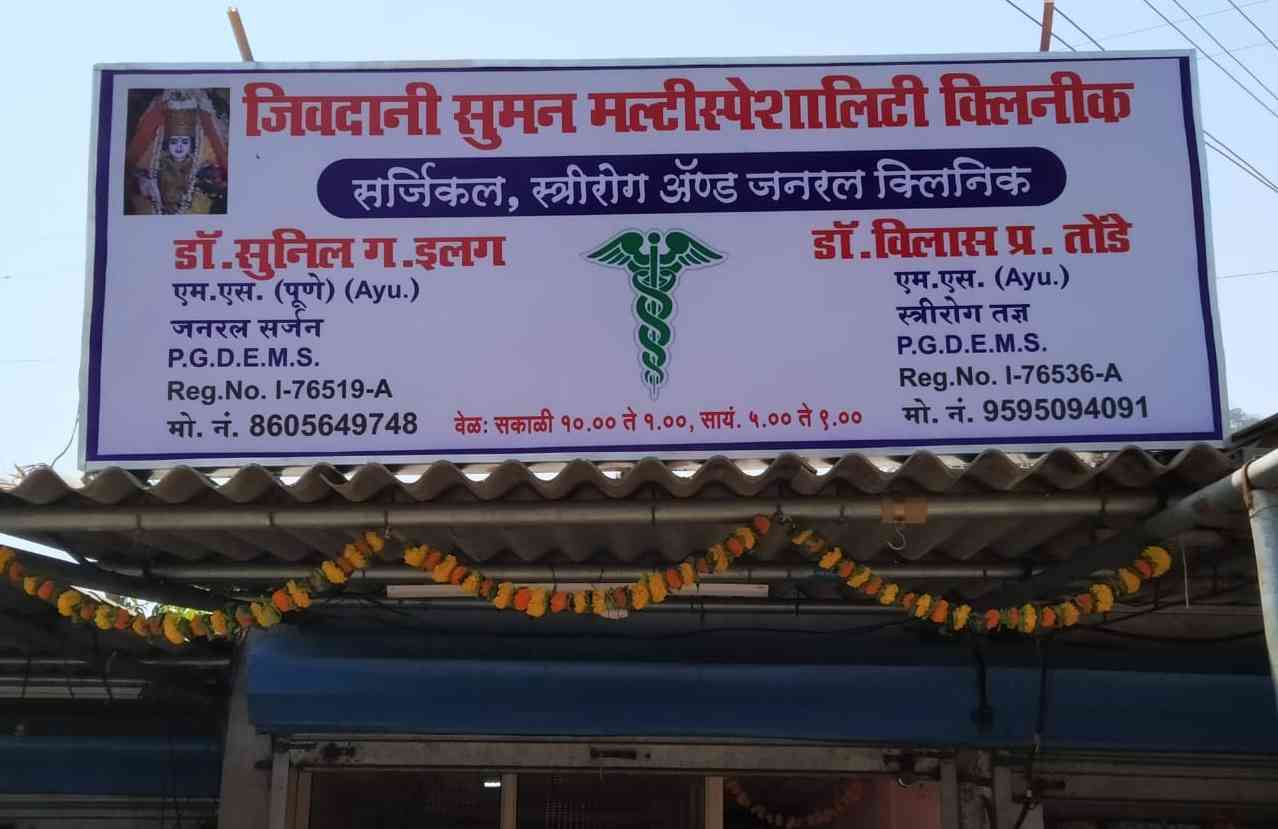 जिवदानी सुमन मल्टीस्पेशालिटी क्लिनीक
सर्जिकल, स्त्रीरोग ॲण्ड जनरल क्लिनिक
डॉ.सुनिल ग.इलग
एम.एस. (पूणे) (Ayu.)
जनरल सर्जन
P.G.D.E.M.S.
Reg.No. I-76519-A
मो. नं. 8605649748
डॉ.विलास प्र. तोंडे
एम.एस. (Ayu.)
स्त्रीरोग तज्ञ
P.G.D.E.M.S.
Reg.No. I-76536-A
मो. नं. 9595094091
वेळ: सकाळी १०.०० ते १.००, सायं. ५.०० ते ९.००